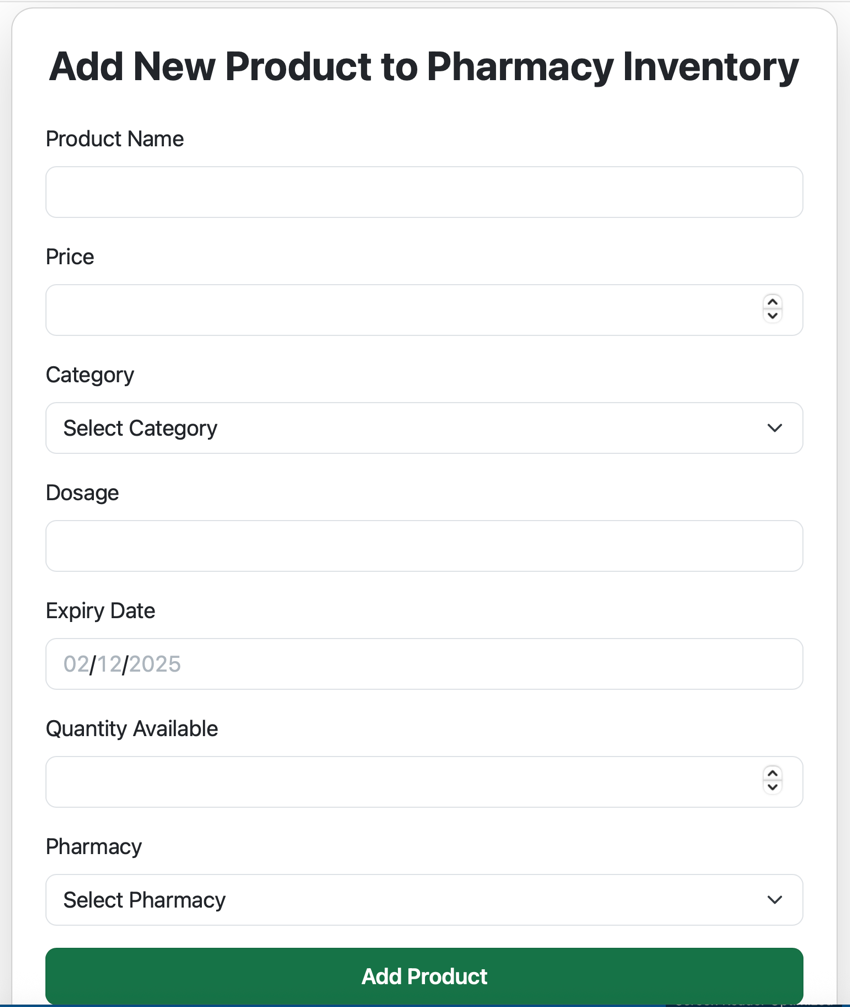 Add New Product to Pharmacy Inventory
Product Name
Price
Category
Select Category
Dosage
Expiry Date
02/12/2025
Quantity Available
Pharmacy
Select Pharmacy
Add Product